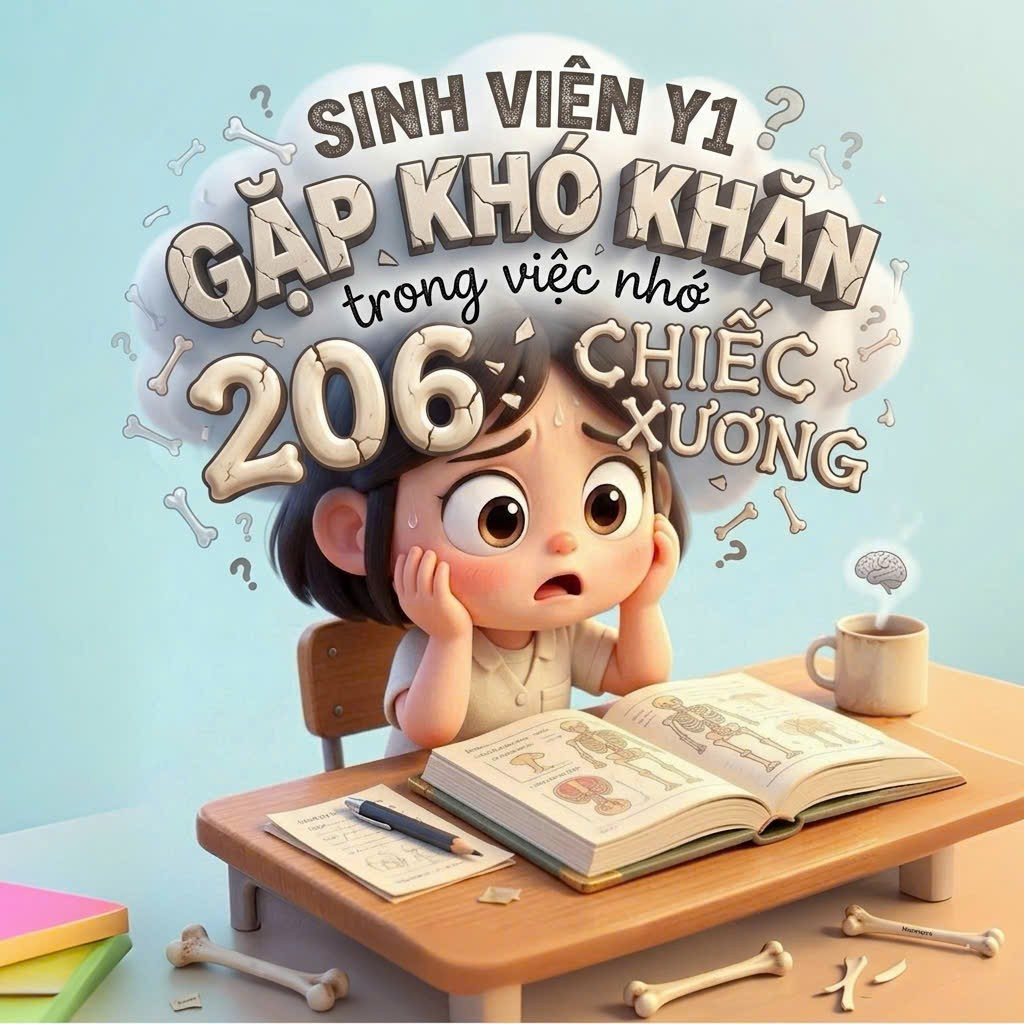 SINH VIÊN Y1
GẶP KHÓ KHĂN
trong việc nhớ
206 CHIẾC
XƯƠNG